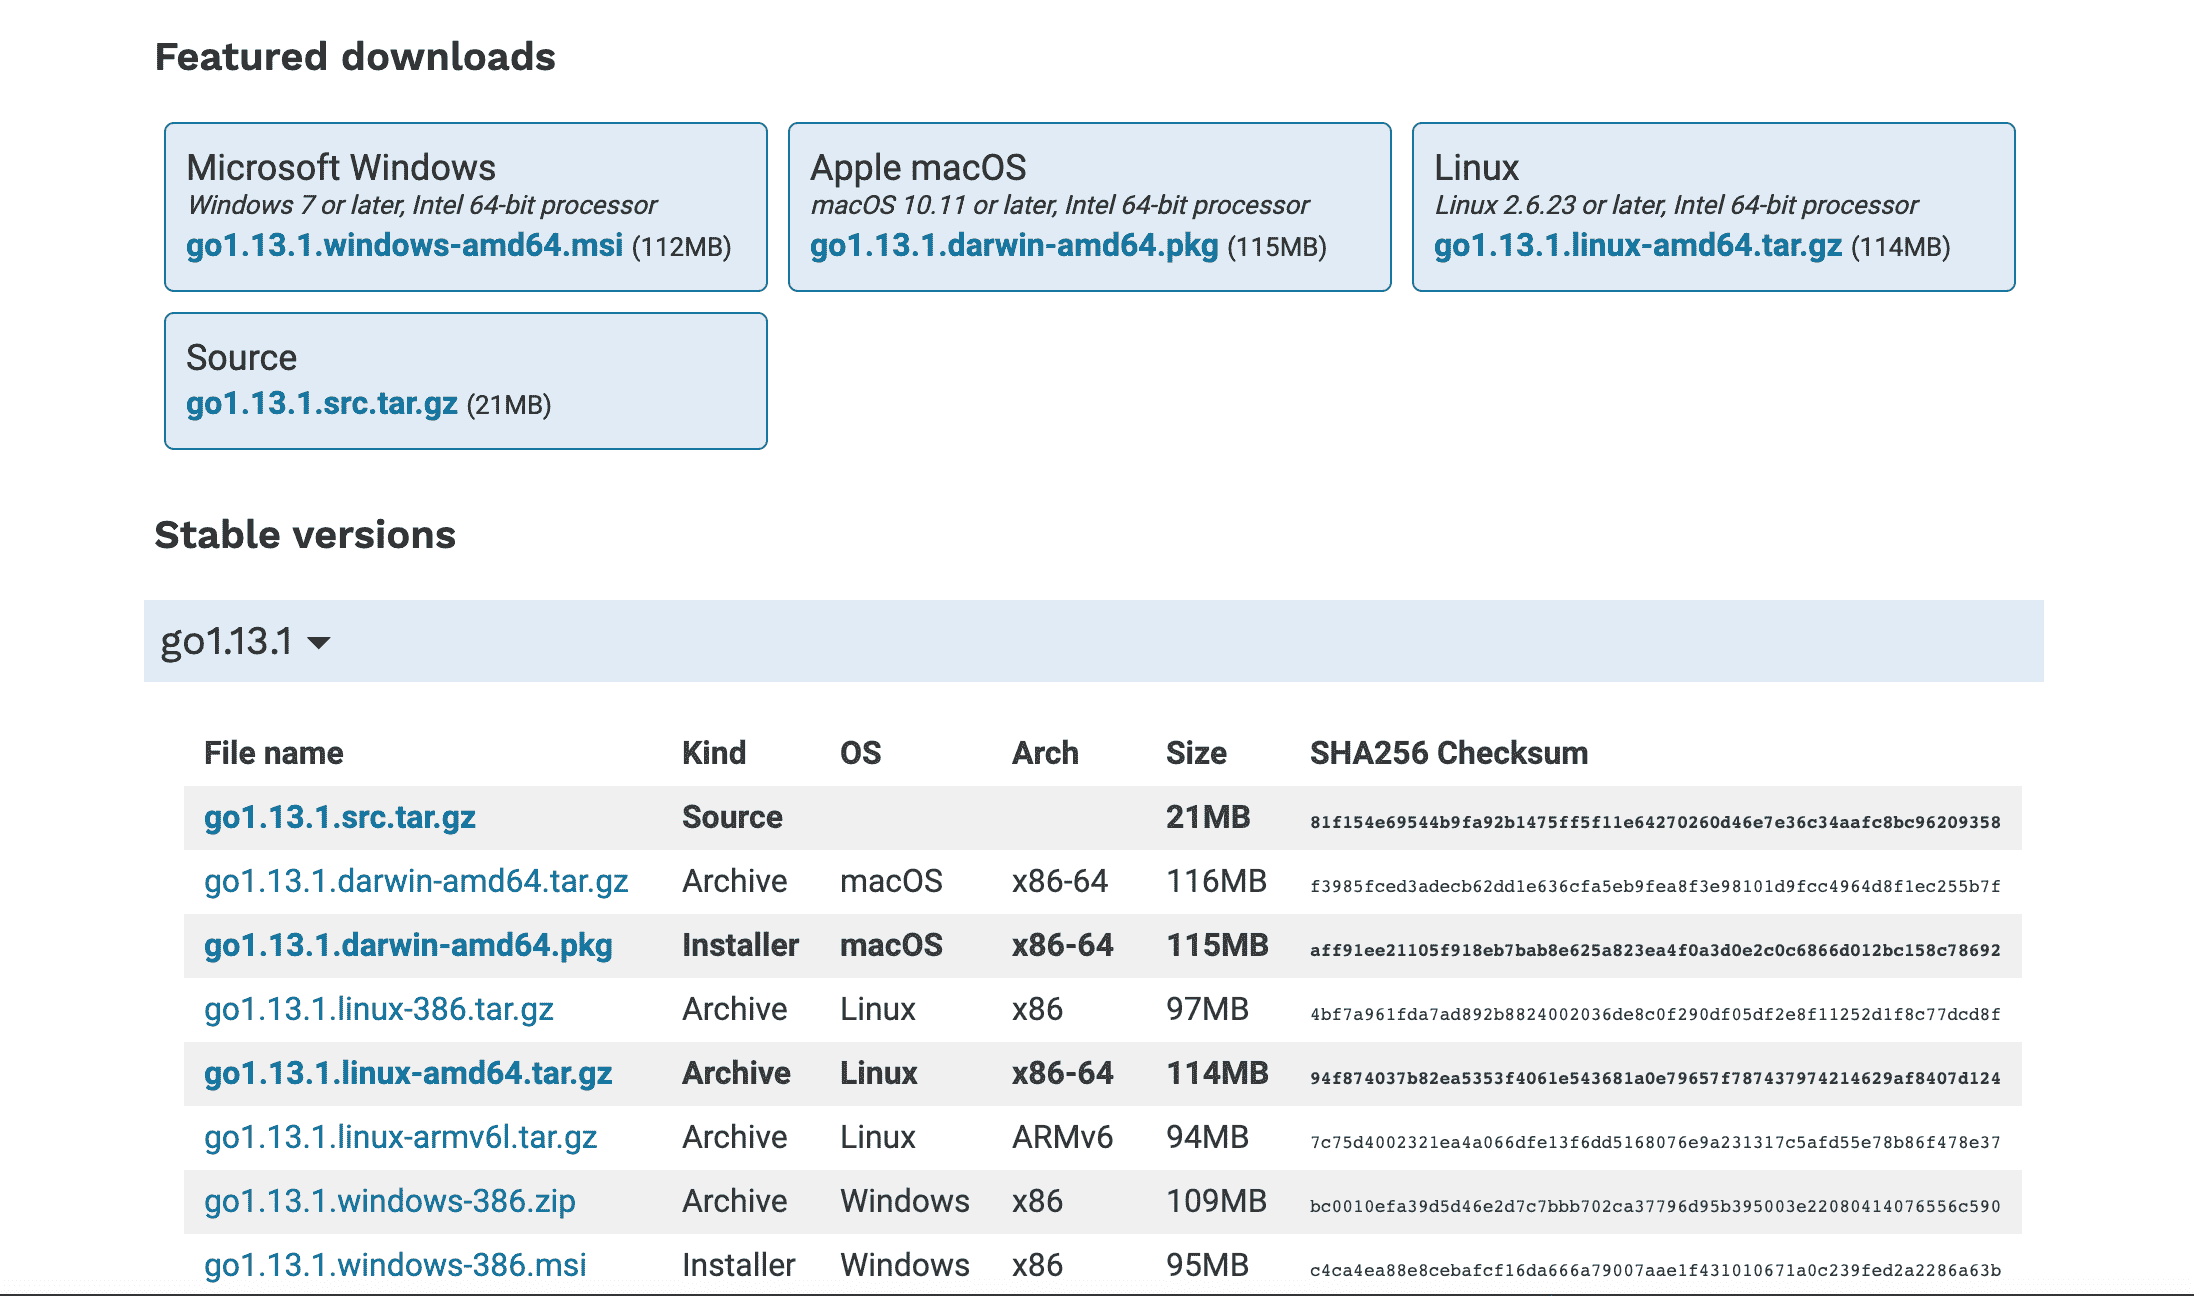 Featured downloads
Microsoft Windows
Windows 7 or later, Intel 64-bit processor
go1.13.1.windows-amd64.msi (112MB)
Apple macOS
macOS 10.11 or later, Intel 64-bit processor
go1.13.1.darwin-amd64.pkg (115MB)
Linux
Linux 2.6.23 or later, Intel 64-bit processor
go1.13.1.linux-amd64.tar.gz (114MB)
Source
go1.13.1.src.tar.gz (21MB)
Stable versions
go1.13.1
File name Kind OS Arch Size SHA256 Checksum
go1.13.1.src.tar.gz Source 21MB 81f154e69544b9fa92b1475ff5f11e64270260d46e7e36c34aafc8bc96209358
go1.13.1.darwin-amd64.tar.gz Archive macOS x86-64 116MB f3985fced3adecb62dd1e636cfa5eb9fea8f3e98101d9fcc4964d8f1ec255b7f
go1.13.1.darwin-amd64.pkg Installer macOS x86-64 115MB aff91ee21105f918eb7bab8e625a823ea4f0a3d0e2c0c6866d012bc158c78692
go1.13.1.linux-386.tar.gz Archive Linux x86 97MB 4bf7a961fda7ad892b8824002036de8c0f290df05df2e8f11252d1f8c77dcd8f
go1.13.1.linux-amd64.tar.gz Archive Linux x86-64 114MB 94f874037b82ea5353f4061e543681a0e79657f787437974214629af8407d124
go1.13.1.linux-armv6l.tar.gz Archive Linux ARMv6 94MB 7c75d4002321ea4a066dfe13f6dd5168076e9a231317c5afd55e78b86f478e37
go1.13.1.windows-386.zip Archive Windows x86 109MB bc0010efa39d5d46e2d7c7bbb702ca37796d95b395003e22080414076556c590
go1.13.1.windows-386.msi Installer Windows x86 95MB c4ca4ea88e8cebafcf16da666a79007aae1f431010671a0c239fed2a2286a63b